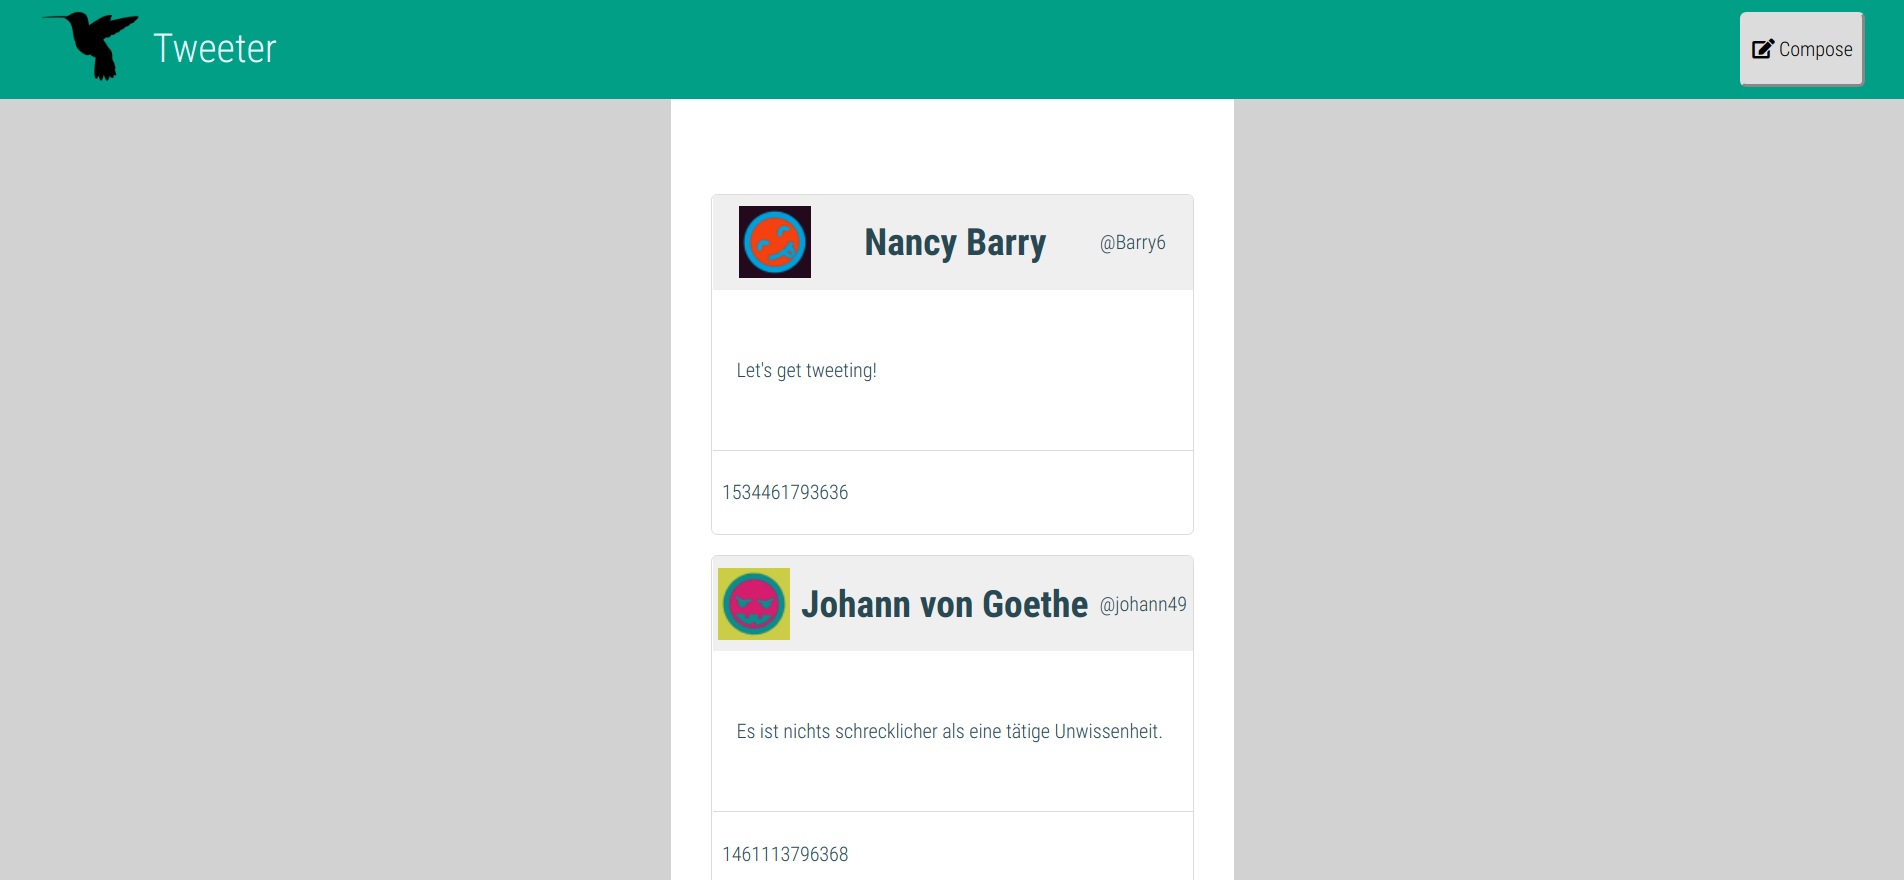 Tweeter
Compose
Nancy Barry
@Barry6
Let's get tweeting!
1534461793636
Johann von Goethe
@johann49
Es ist nichts schrecklicher als eine tätige Unwissenheit.
1461113796368